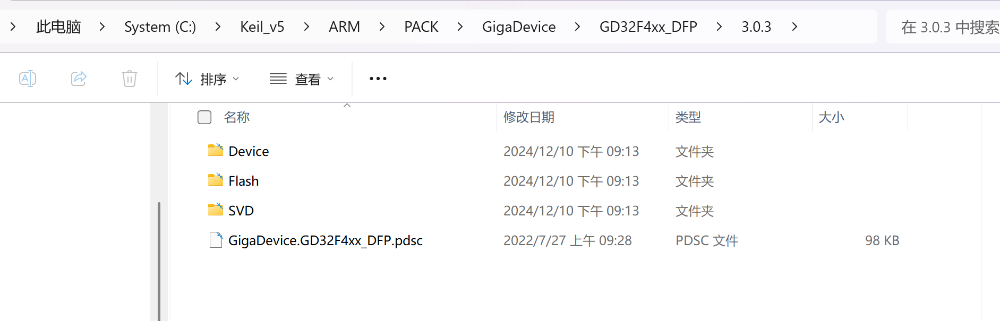 此电脑 > System (C:) > Keil_v5 > ARM > PACK > GigaDevice > GD32F4xx_DFP > 3.0.3 > 在 3.0.3 中搜索
排序 查看 •••
名称 修改日期 类型 大小
Device 2024/12/10 下午 09:13 文件夹
Flash 2024/12/10 下午 09:13 文件夹
SVD 2024/12/10 下午 09:13 文件夹
GigaDevice.GD32F4xx_DFP.pdsc 2022/7/27 上午 09:28 PDSC 文件 98 KB